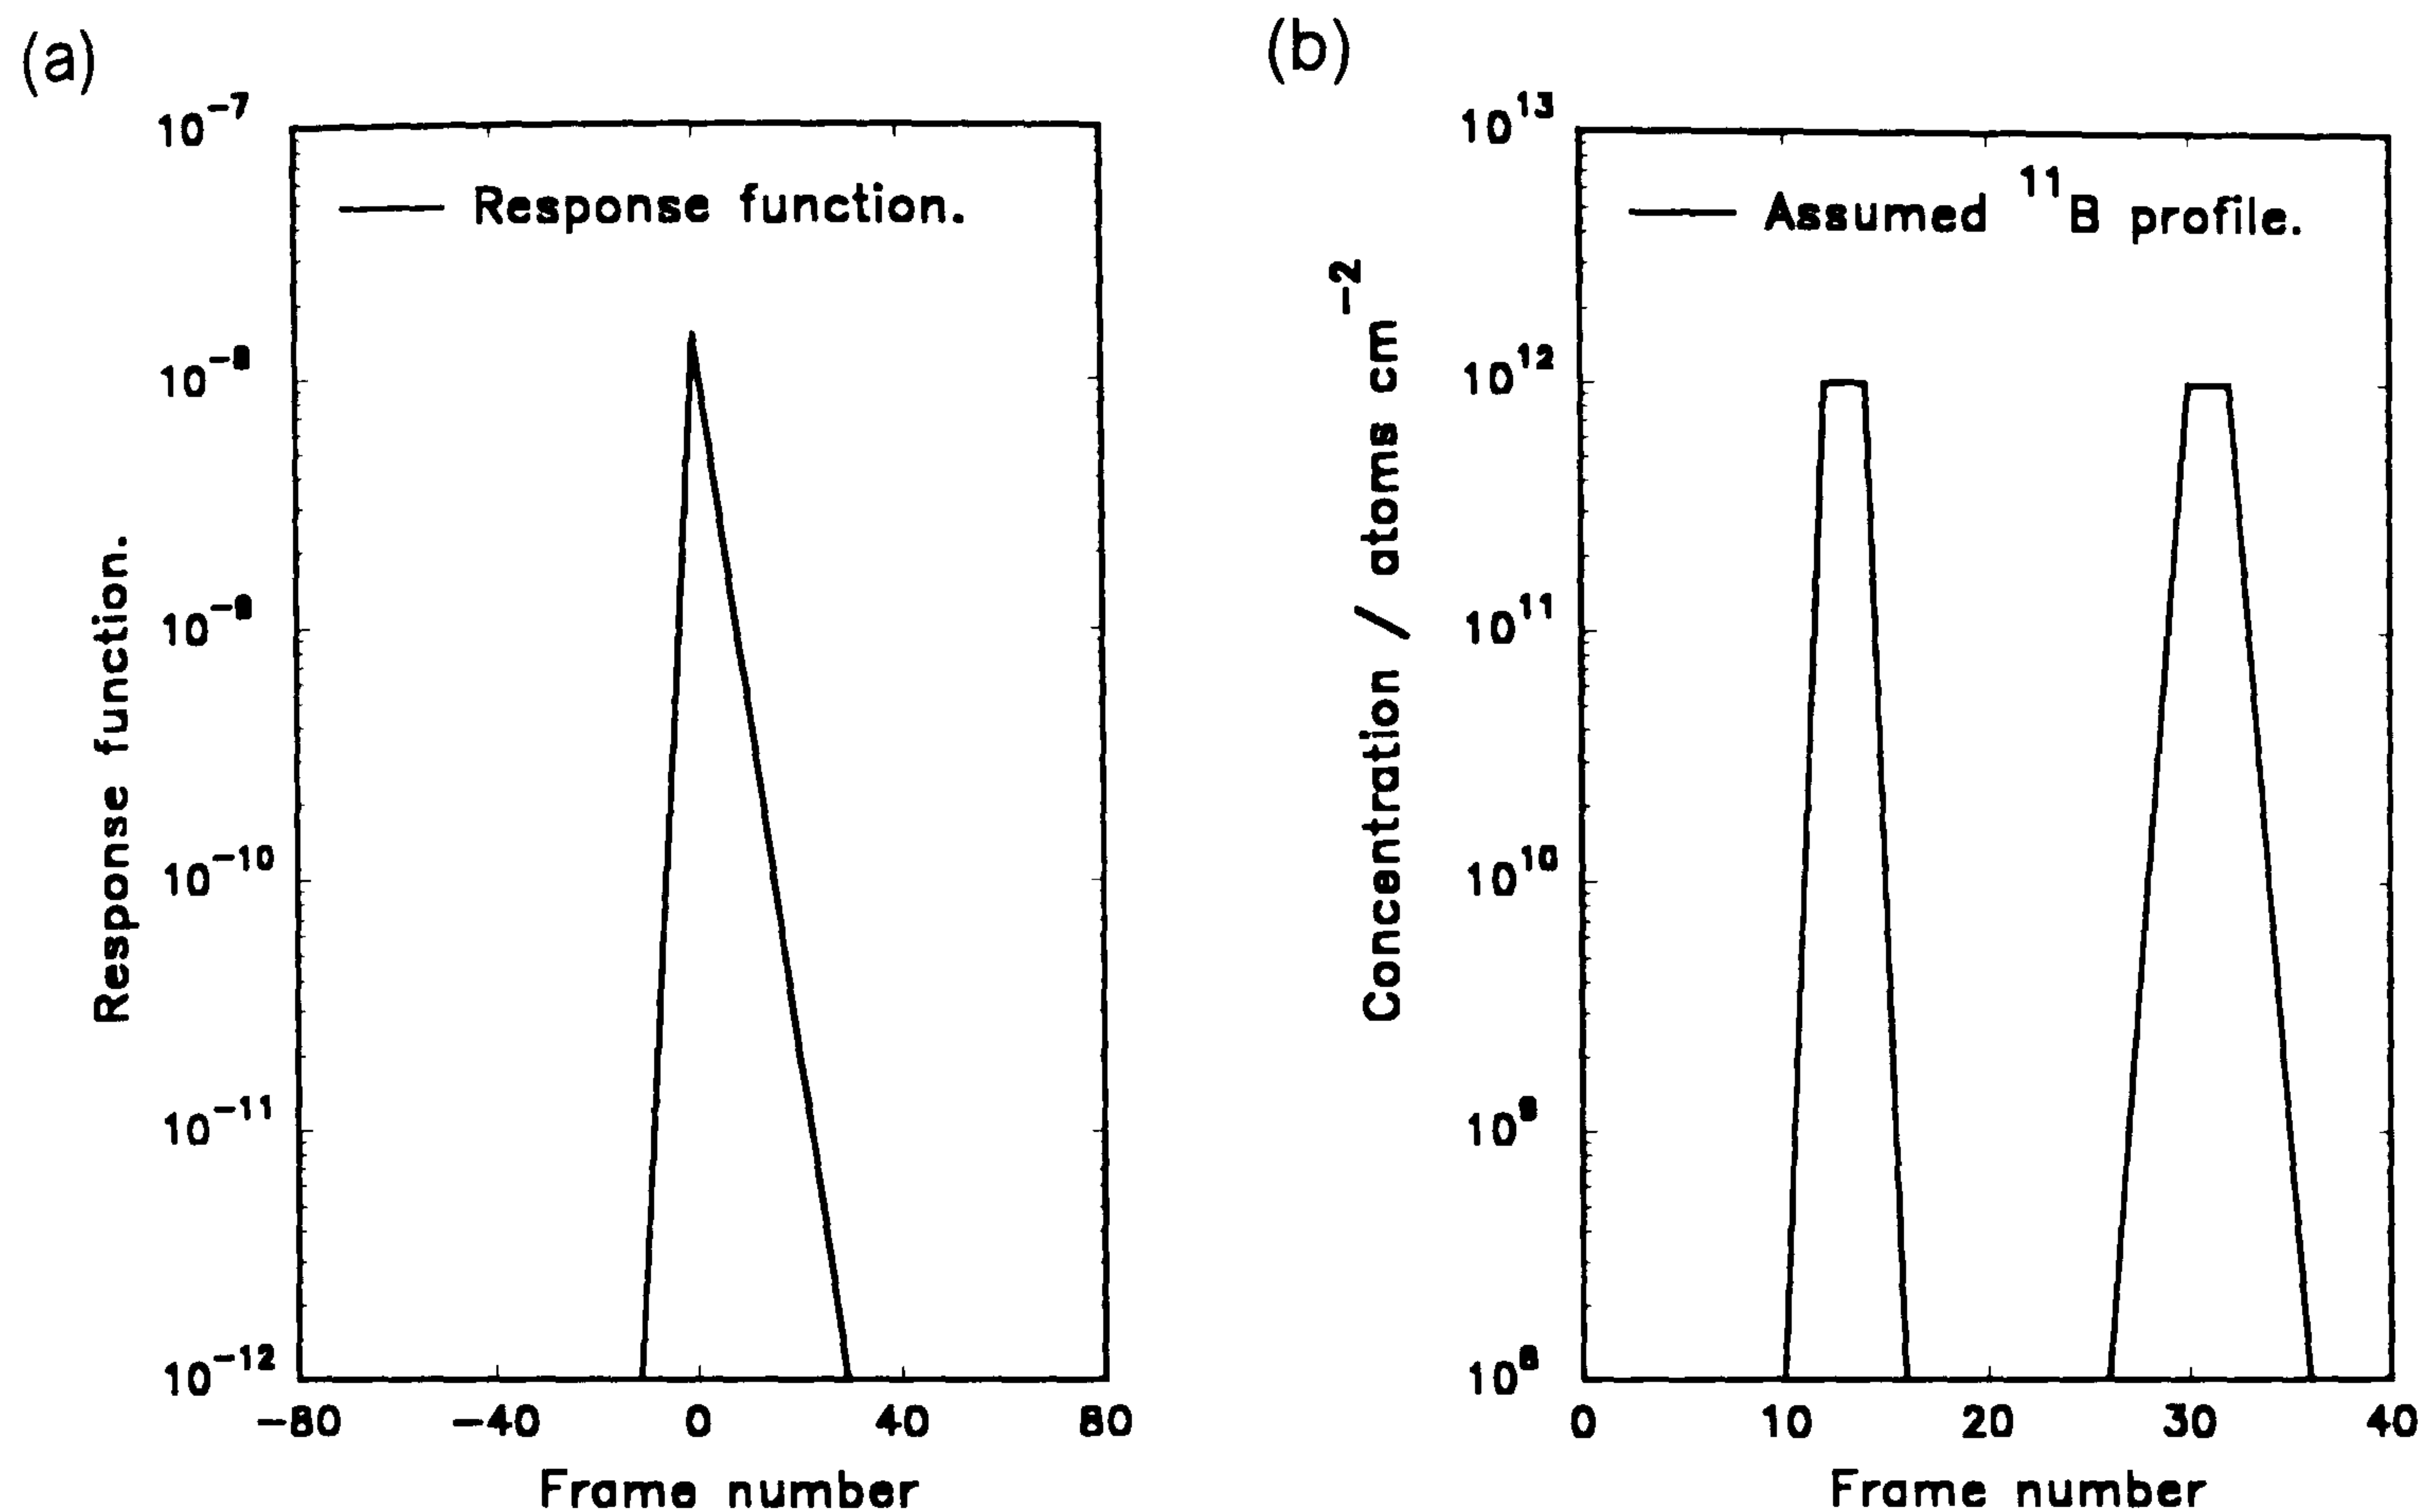 (a)
10^-7
Response function.
10^-8
10^-9
10^-10
10^-11
10^-12
Response function.
-80 -40 0 40 80
Frame number
(b)
10^13
Assumed ^11B profile.
10^12
10^11
10^10
10^9
10^8
Concentration / atoms cm^-2
0 10 20 30 40
Frame number